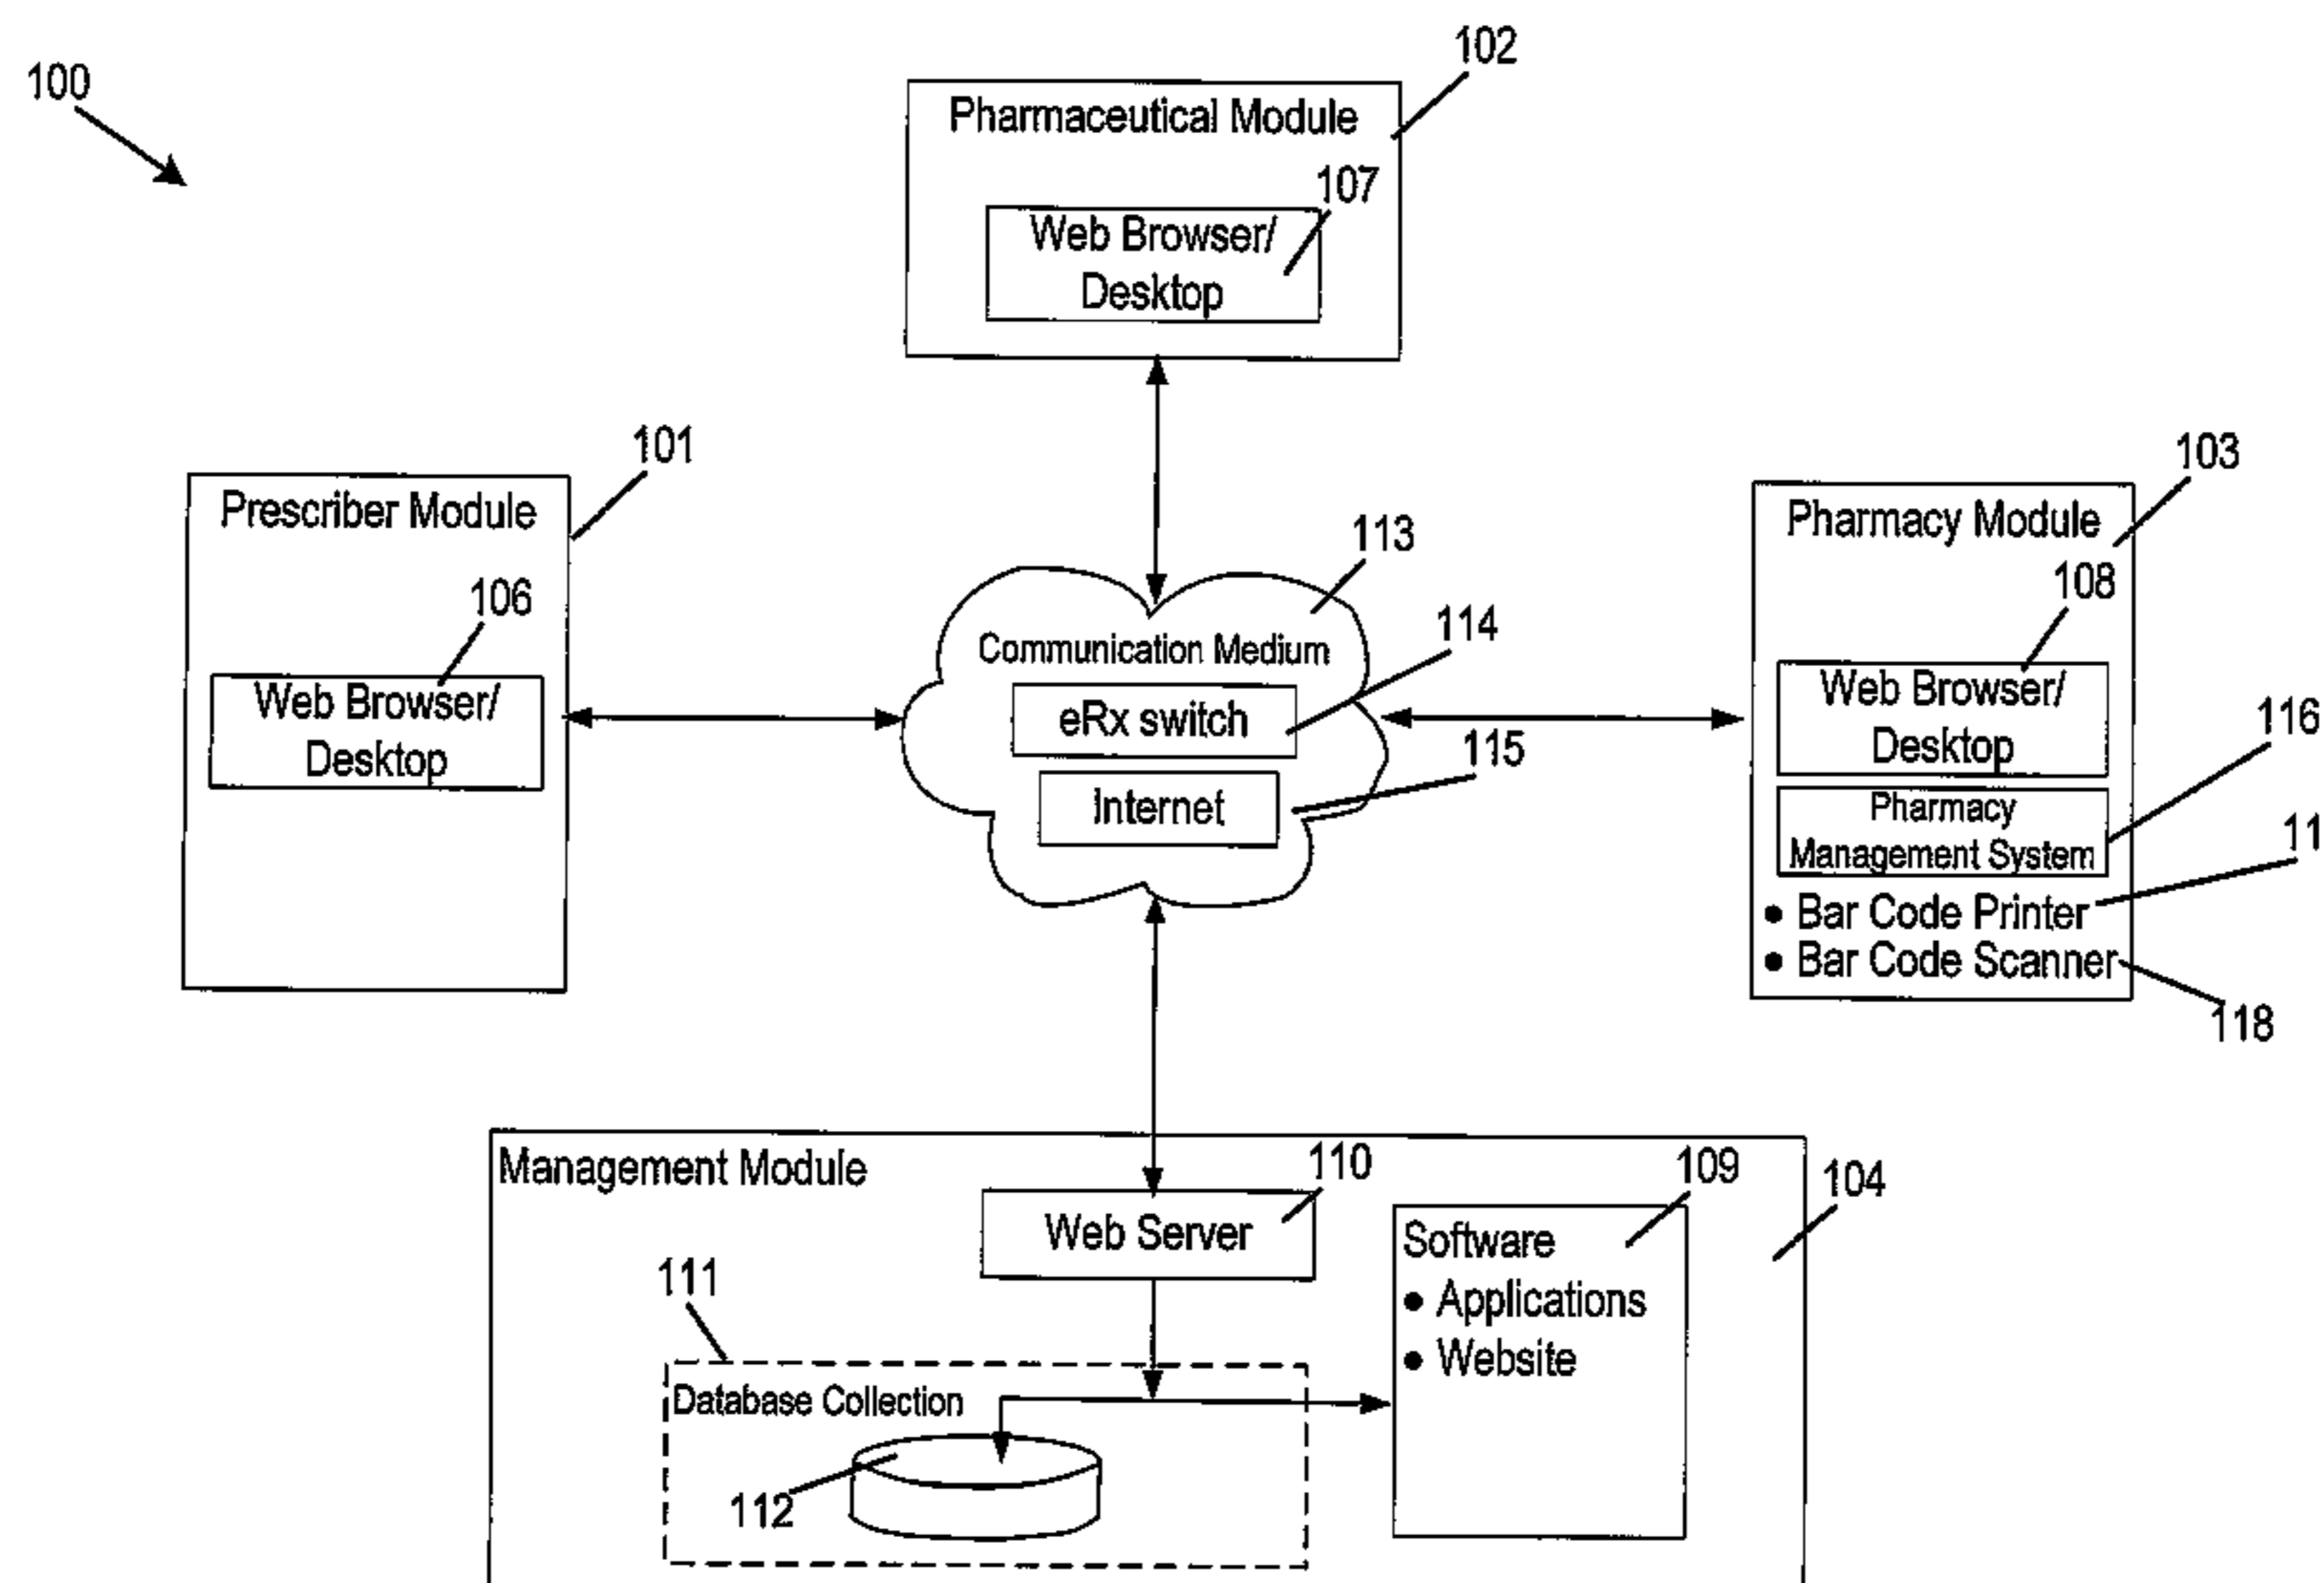 100
102
Pharmaceutical Module
107
Web Browser/
Desktop
101
Prescriber Module
106
Web Browser/
Desktop
113
Communication Medium
114
eRx switch
115
Internet
103
Pharmacy Module
108
Web Browser/
Desktop
116
Pharmacy
Management System
11
• Bar Code Printer
• Bar Code Scanner
118
Management Module
110
Web Server
109
104
Software
• Applications
• Website
111
Database Collection
112